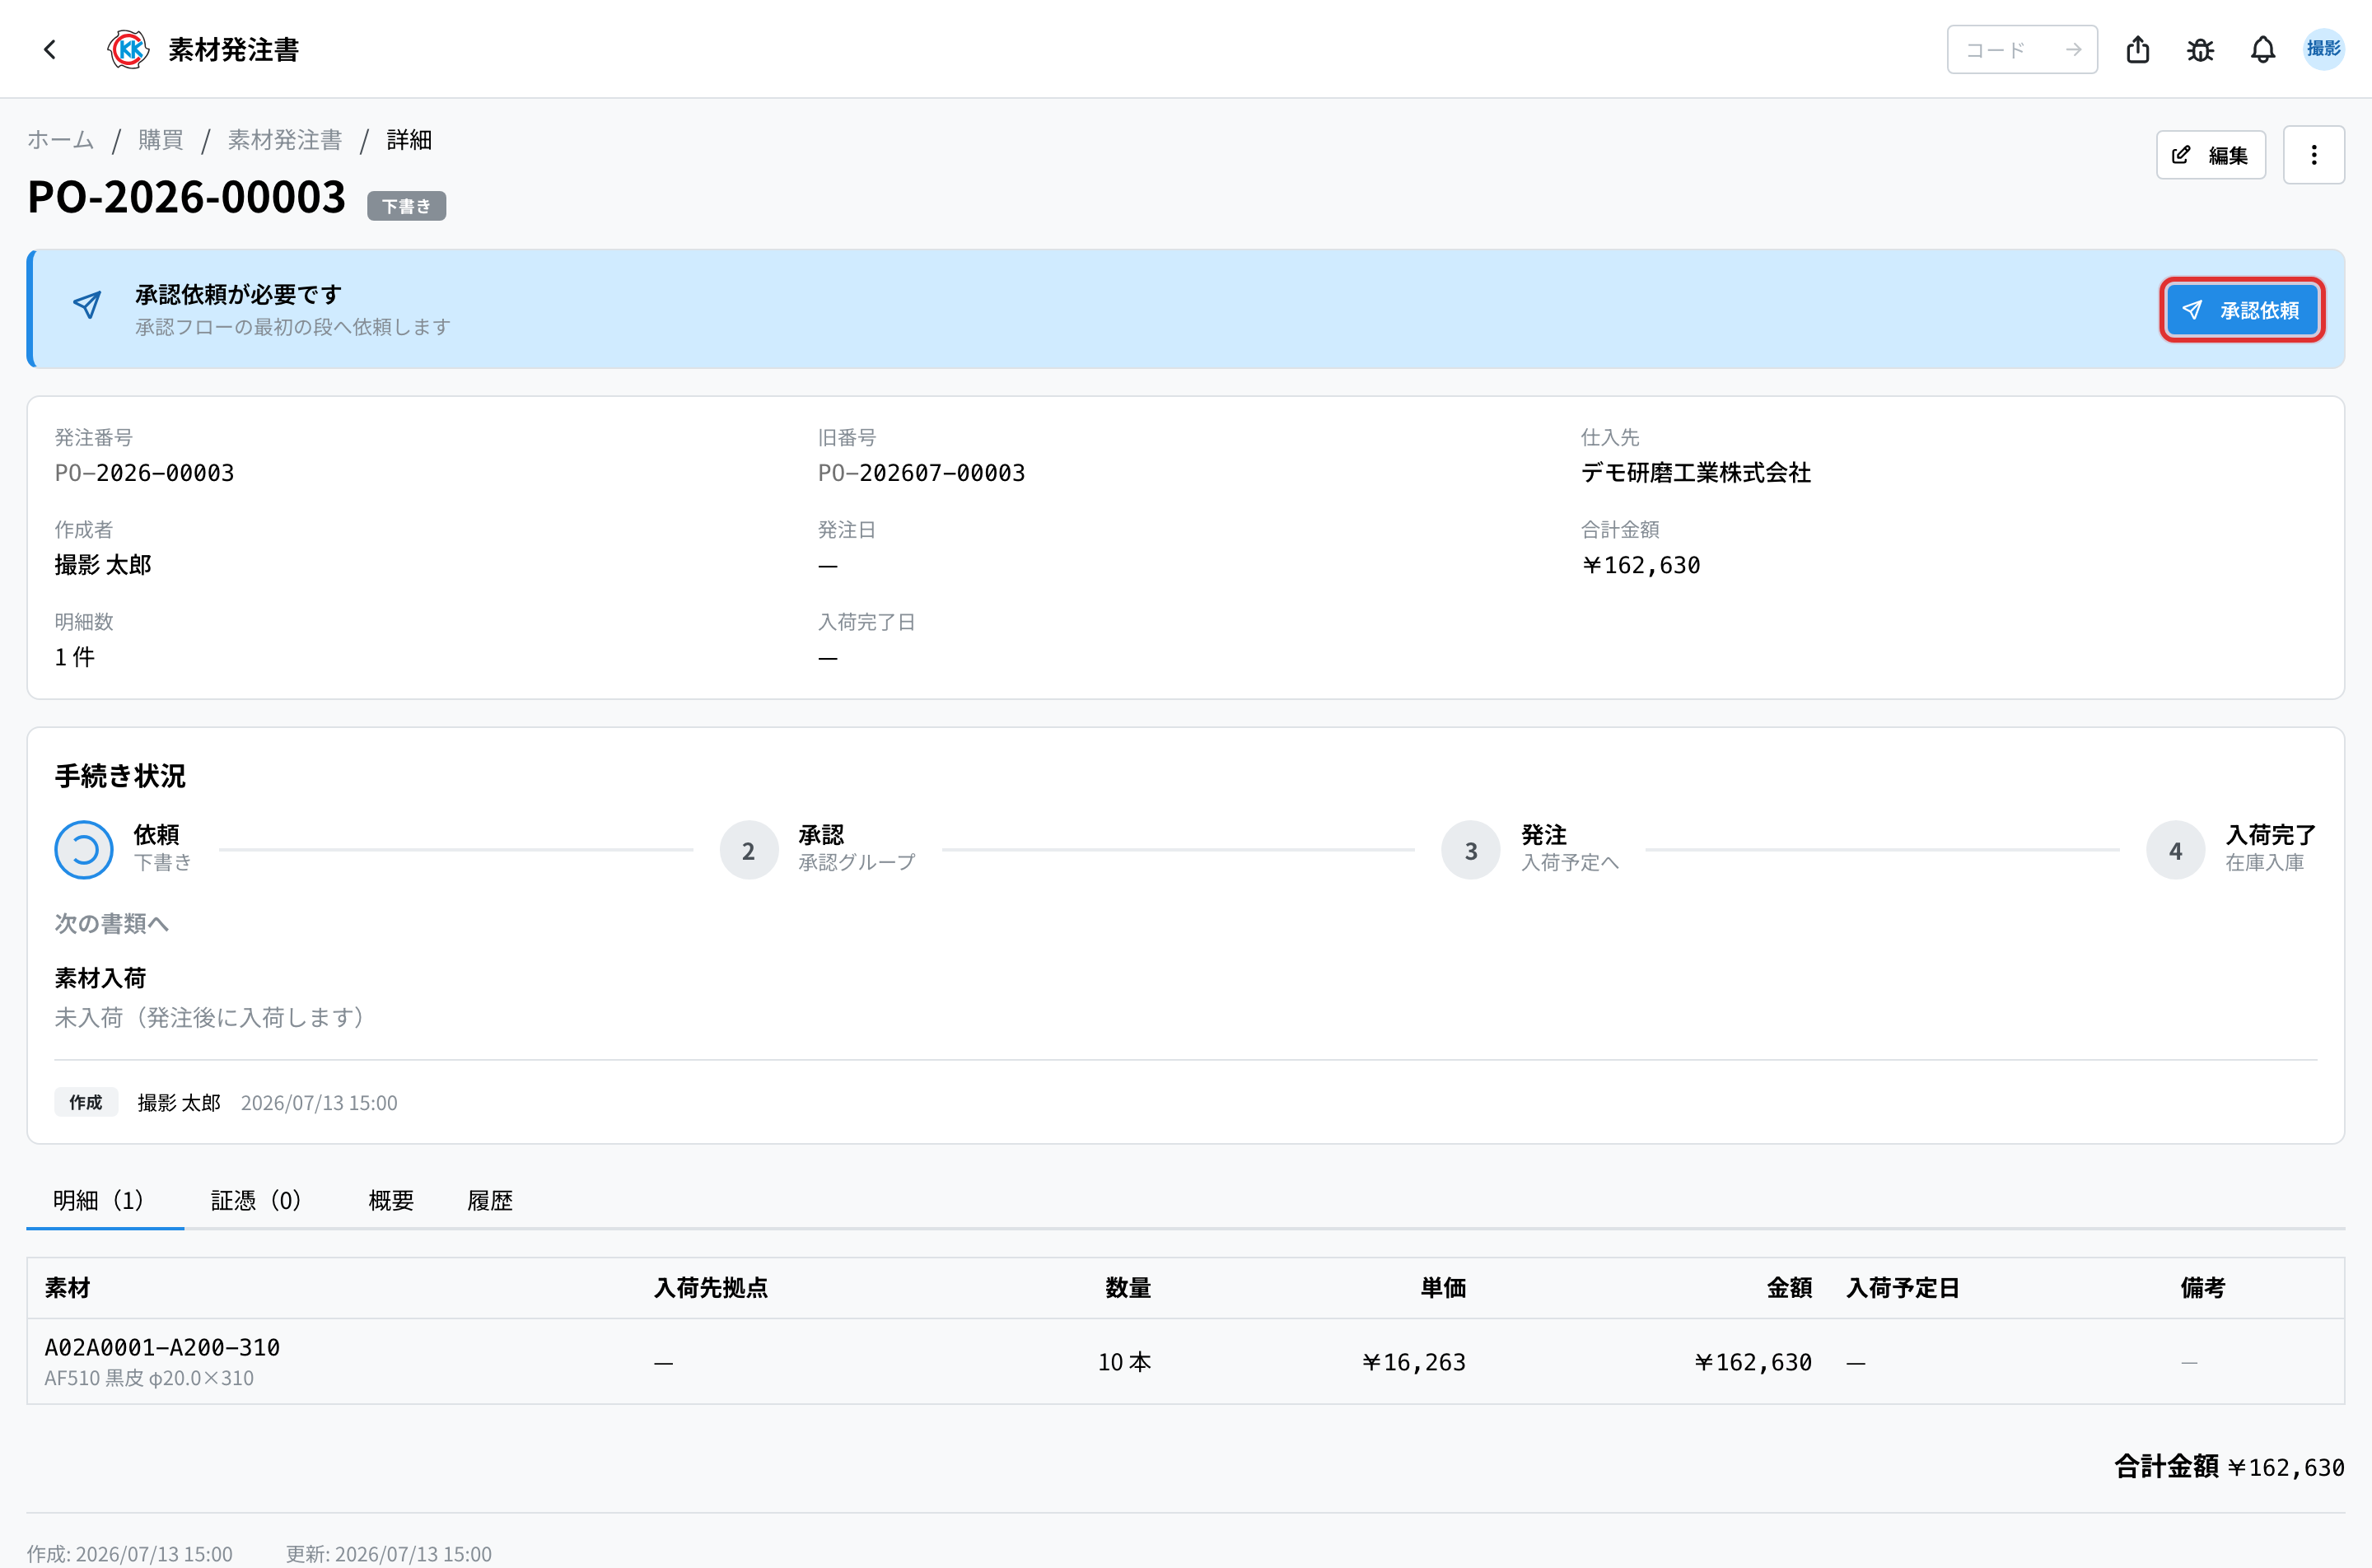 KK 素材発注書 コード 撮影
ホーム / 購買 / 素材発注書 / 詳細
編集
PO-2026-00003 下書き
承認依頼が必要です
承認フローの最初の段へ依頼します
承認依頼
発注番号 旧番号 仕入先
PO-2026-00003 PO-202607-00003 デモ研磨工業株式会社
作成者 発注日 合計金額
撮影 太郎 — ¥162,630
明細数 入荷完了日
1 件 —
手続き状況
依頼 2 承認 3 発注 4 入荷完了
下書き 承認グループ 入荷予定へ 在庫入庫
次の書類へ
素材入荷
未入荷（発注後に入荷します）
作成 撮影 太郎 2026/07/13 15:00
明細（1） 証憑（0） 概要 履歴
素材 入荷先拠点 数量 単価 金額 入荷予定日 備考
A02A0001-A200-310
AF510 黒皮 φ20.0×310
— 10 本 ¥16,263 ¥162,630 — —
合計金額 ¥162,630
作成: 2026/07/13 15:00 更新: 2026/07/13 15:00